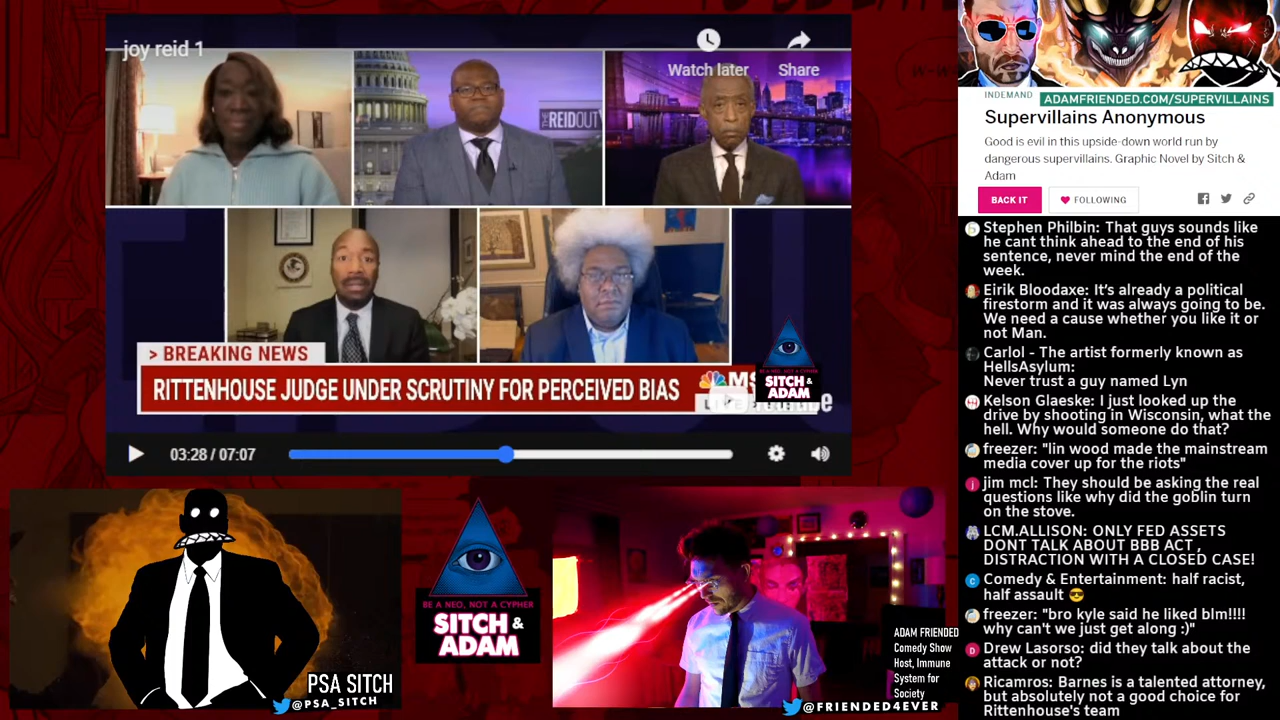 joy reid 1
Watch later
Share
THE REIDOUT
> BREAKING NEWS
RITTENHOUSE JUDGE UNDER SCRUTINY FOR PERCEIVED BIAS
BE A NEO, NOT A CYPHER
SITCH &
ADAM
03:28 / 07:07
PSA SITCH
@PSA_SITCH
BE A NEO, NOT A CYPHER
SITCH &
ADAM
ADAM FRIENDED
Comedy Show
Host, Immune
System for
Society
@FRIENDED4EVER
INDEMAND
ADAMFRIENDED.COM/SUPERVILLAINS
Supervillains Anonymous
Good is evil in this upside-down world run by
dangerous supervillains. Graphic Novel by Sitch &
Adam
BACK IT
FOLLOWING
Stephen Philbin: That guys sounds like
he cant think ahead to the end of his
sentence, never mind the end of the
week.
Eirik Bloodaxe: It’s already a political
firestorm and it was always going to be.
We need a cause whether you like it or
not Man.
Carlol - The artist formerly known as
HellsAsylum:
Never trust a guy named Lyn
Kelson Glaeske: I just looked up the
drive by shooting in Wisconsin, what the
hell. Why would someone do that?
freezer: "lin wood made the mainstream
media cover up for the riots"
jim mcl: They should be asking the real
questions like why did the goblin turn
on the stove.
LCM.ALLISON: ONLY FED ASSETS
DONT TALK ABOUT BBB ACT ,
DISTRACTION WITH A CLOSED CASE!
Comedy & Entertainment: half racist,
half assault 😎
freezer: "bro kyle said he liked blm!!!!
why can't we just get along :)"
Drew Lasorso: did they talk about the
attack or not?
Ricamros: Barnes is a talented attorney,
but absolutely not a good choice for
Rittenhouse's team